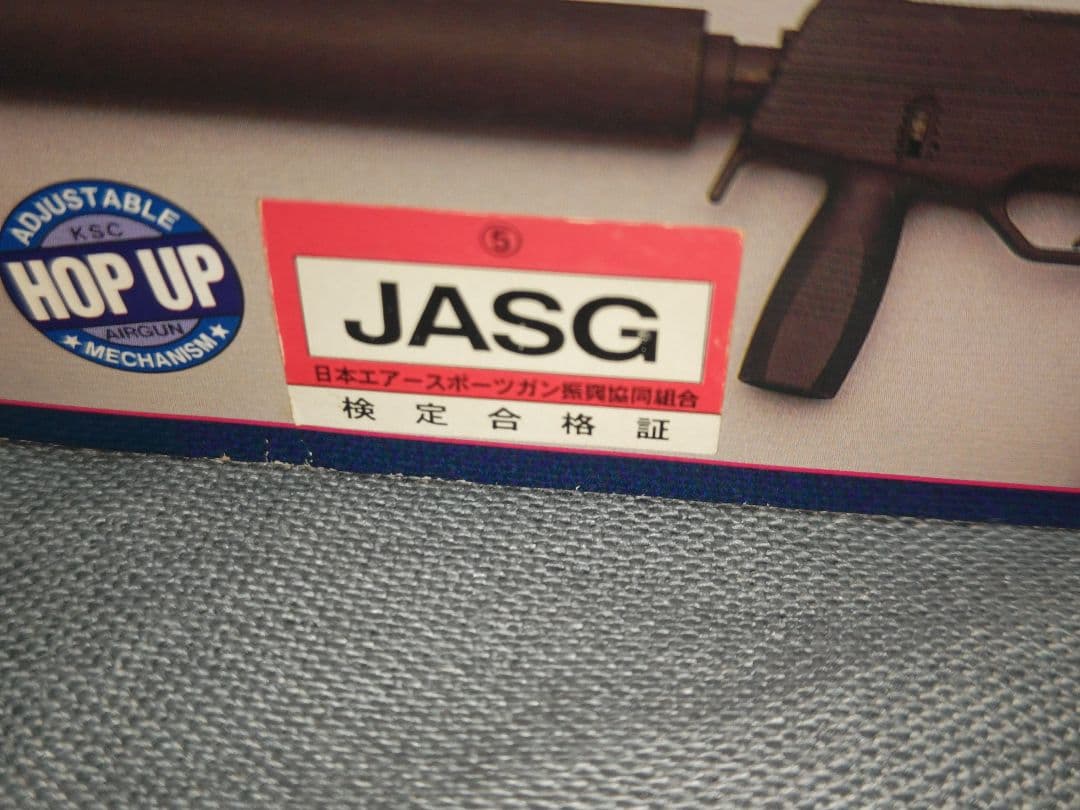 ADJUSTABLE
KSC
HOP UP
AIRGUN
★ MECHANISM ★
⑤
JASG
日本エアースポーツガン振興協同組合
検定合格証